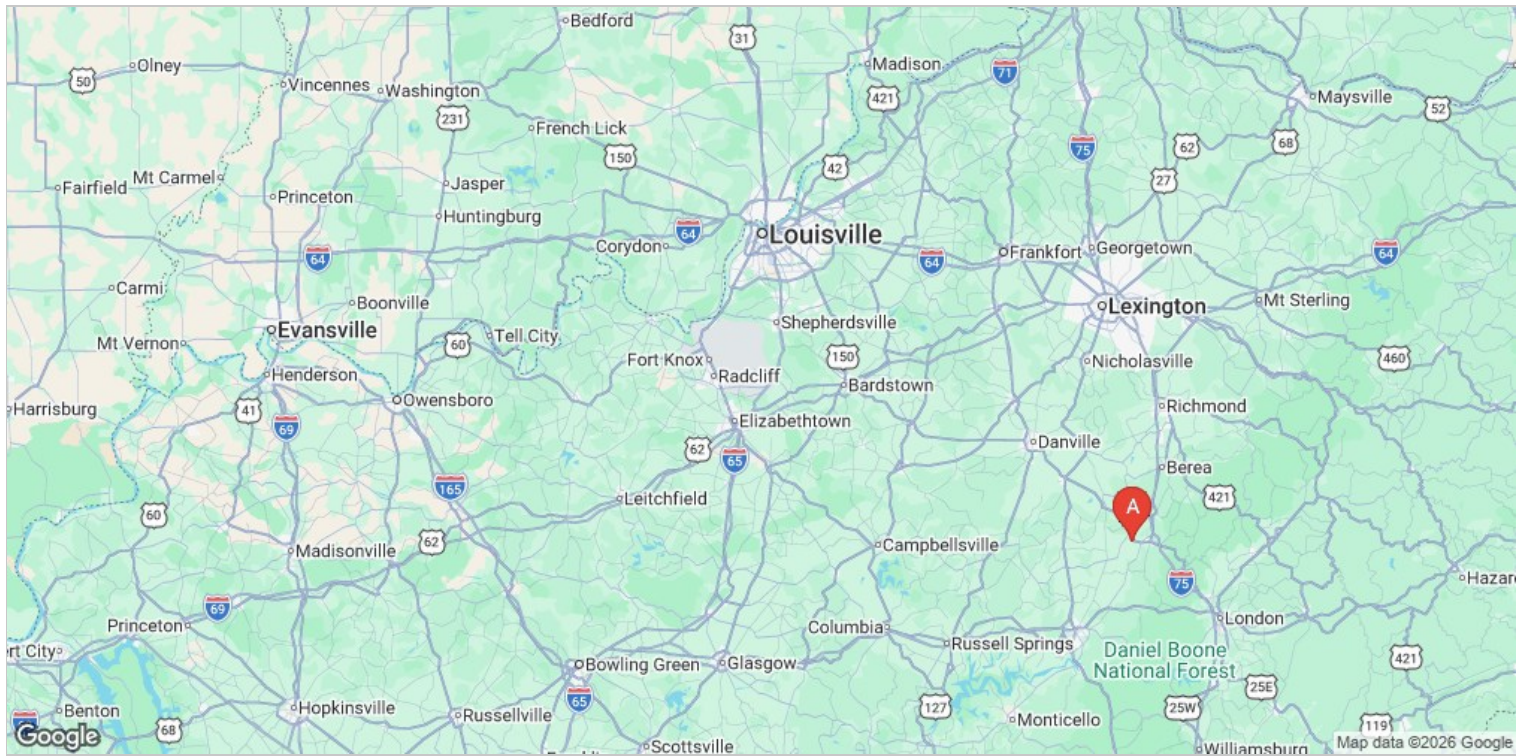 Bedford
31
Olney
50
Vincennes
Washington
231
Madison
421
71
Maysville
52
French Lick
150
42
75
62
68
Fairfield
Mt Carmel
Princeton
Jasper
Huntingburg
27
64
Corydon
64
Louisville
64
Frankfort
Georgetown
64
Carmi
Boonville
Lexington
Mt Sterling
Evansville
Mt Vernon
60
Tell City
Shepherdsville
150
Fort Knox
Nicholasville
460
Henderson
Radcliff
Bardstown
Harrisburg
41
Owensboro
Richmond
69
Elizabethtown
Danville
62
65
Berea
165
Leitchfield
421
A
60
62
Madisonville
Campbellsville
75
Hazar
69
Princeton
Columbia
London
Russell Springs
Daniel Boone
National Forest
ert City
Bowling Green
Glasgow
421
25E
65
127
25W
Benton
68
Hopkinsville
Russellville
Monticello
119
Google
Scottsville
Williamsburg
Map data ©2026 Google